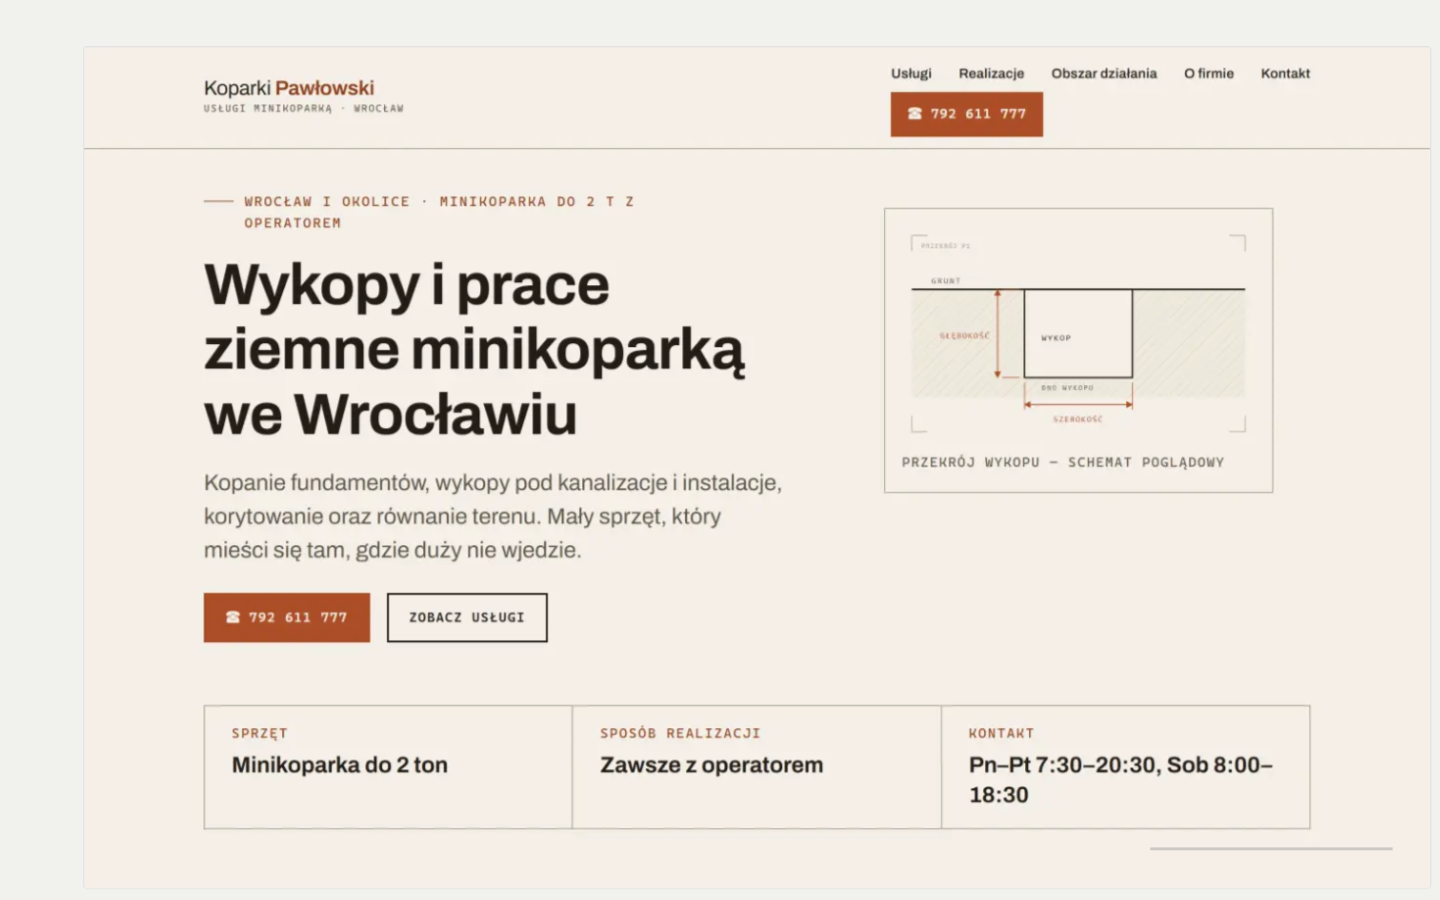 Koparki Pawłowski
USŁUGI MINIKOPARKĄ · WROCŁAW
Usługi Realizacje Obszar działania O firmie Kontakt
☎ 792 611 777
WROCŁAW I OKOLICE · MINIKOPARKA DO 2 T Z
OPERATOREM
Wykopy i prace
ziemne minikoparką
we Wrocławiu
Kopanie fundamentów, wykopy pod kanalizacje i instalacje,
korytowanie oraz równanie terenu. Mały sprzęt, który
mieści się tam, gdzie duży nie wjedzie.
☎ 792 611 777
ZOBACZ USŁUGI
PRZEKRÓJ P1
GRUNT
GŁĘBOKOŚĆ
WYKOP
DNO WYKOPU
SZEROKOŚĆ
PRZEKRÓJ WYKOPU — SCHEMAT POGLĄDOWY
SPRZĘT
Minikoparka do 2 ton
SPOSÓB REALIZACJI
Zawsze z operatorem
KONTAKT
Pn–Pt 7:30–20:30, Sob 8:00–
18:30